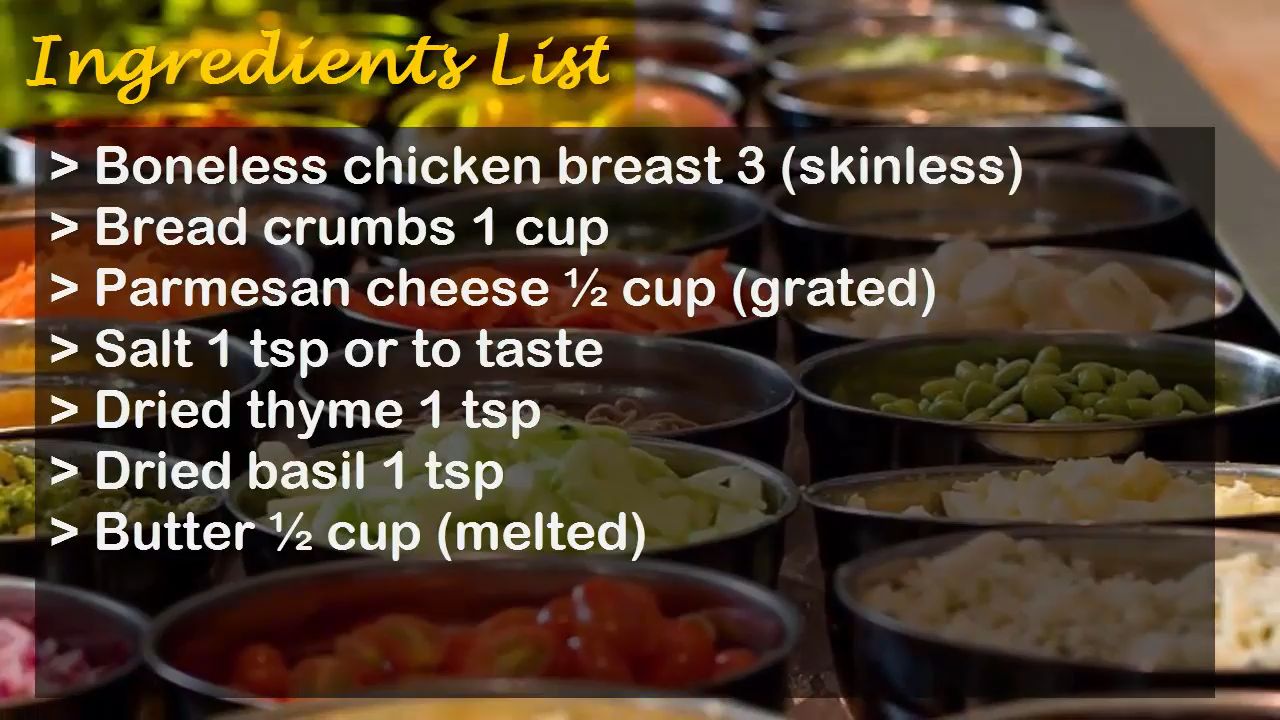 Ingredients List
> Boneless chicken breast 3 (skinless)
> Bread crumbs 1 cup
> Parmesan cheese ½ cup (grated)
> Salt 1 tsp or to taste
> Dried thyme 1 tsp
> Dried basil 1 tsp
> Butter ½ cup (melted)